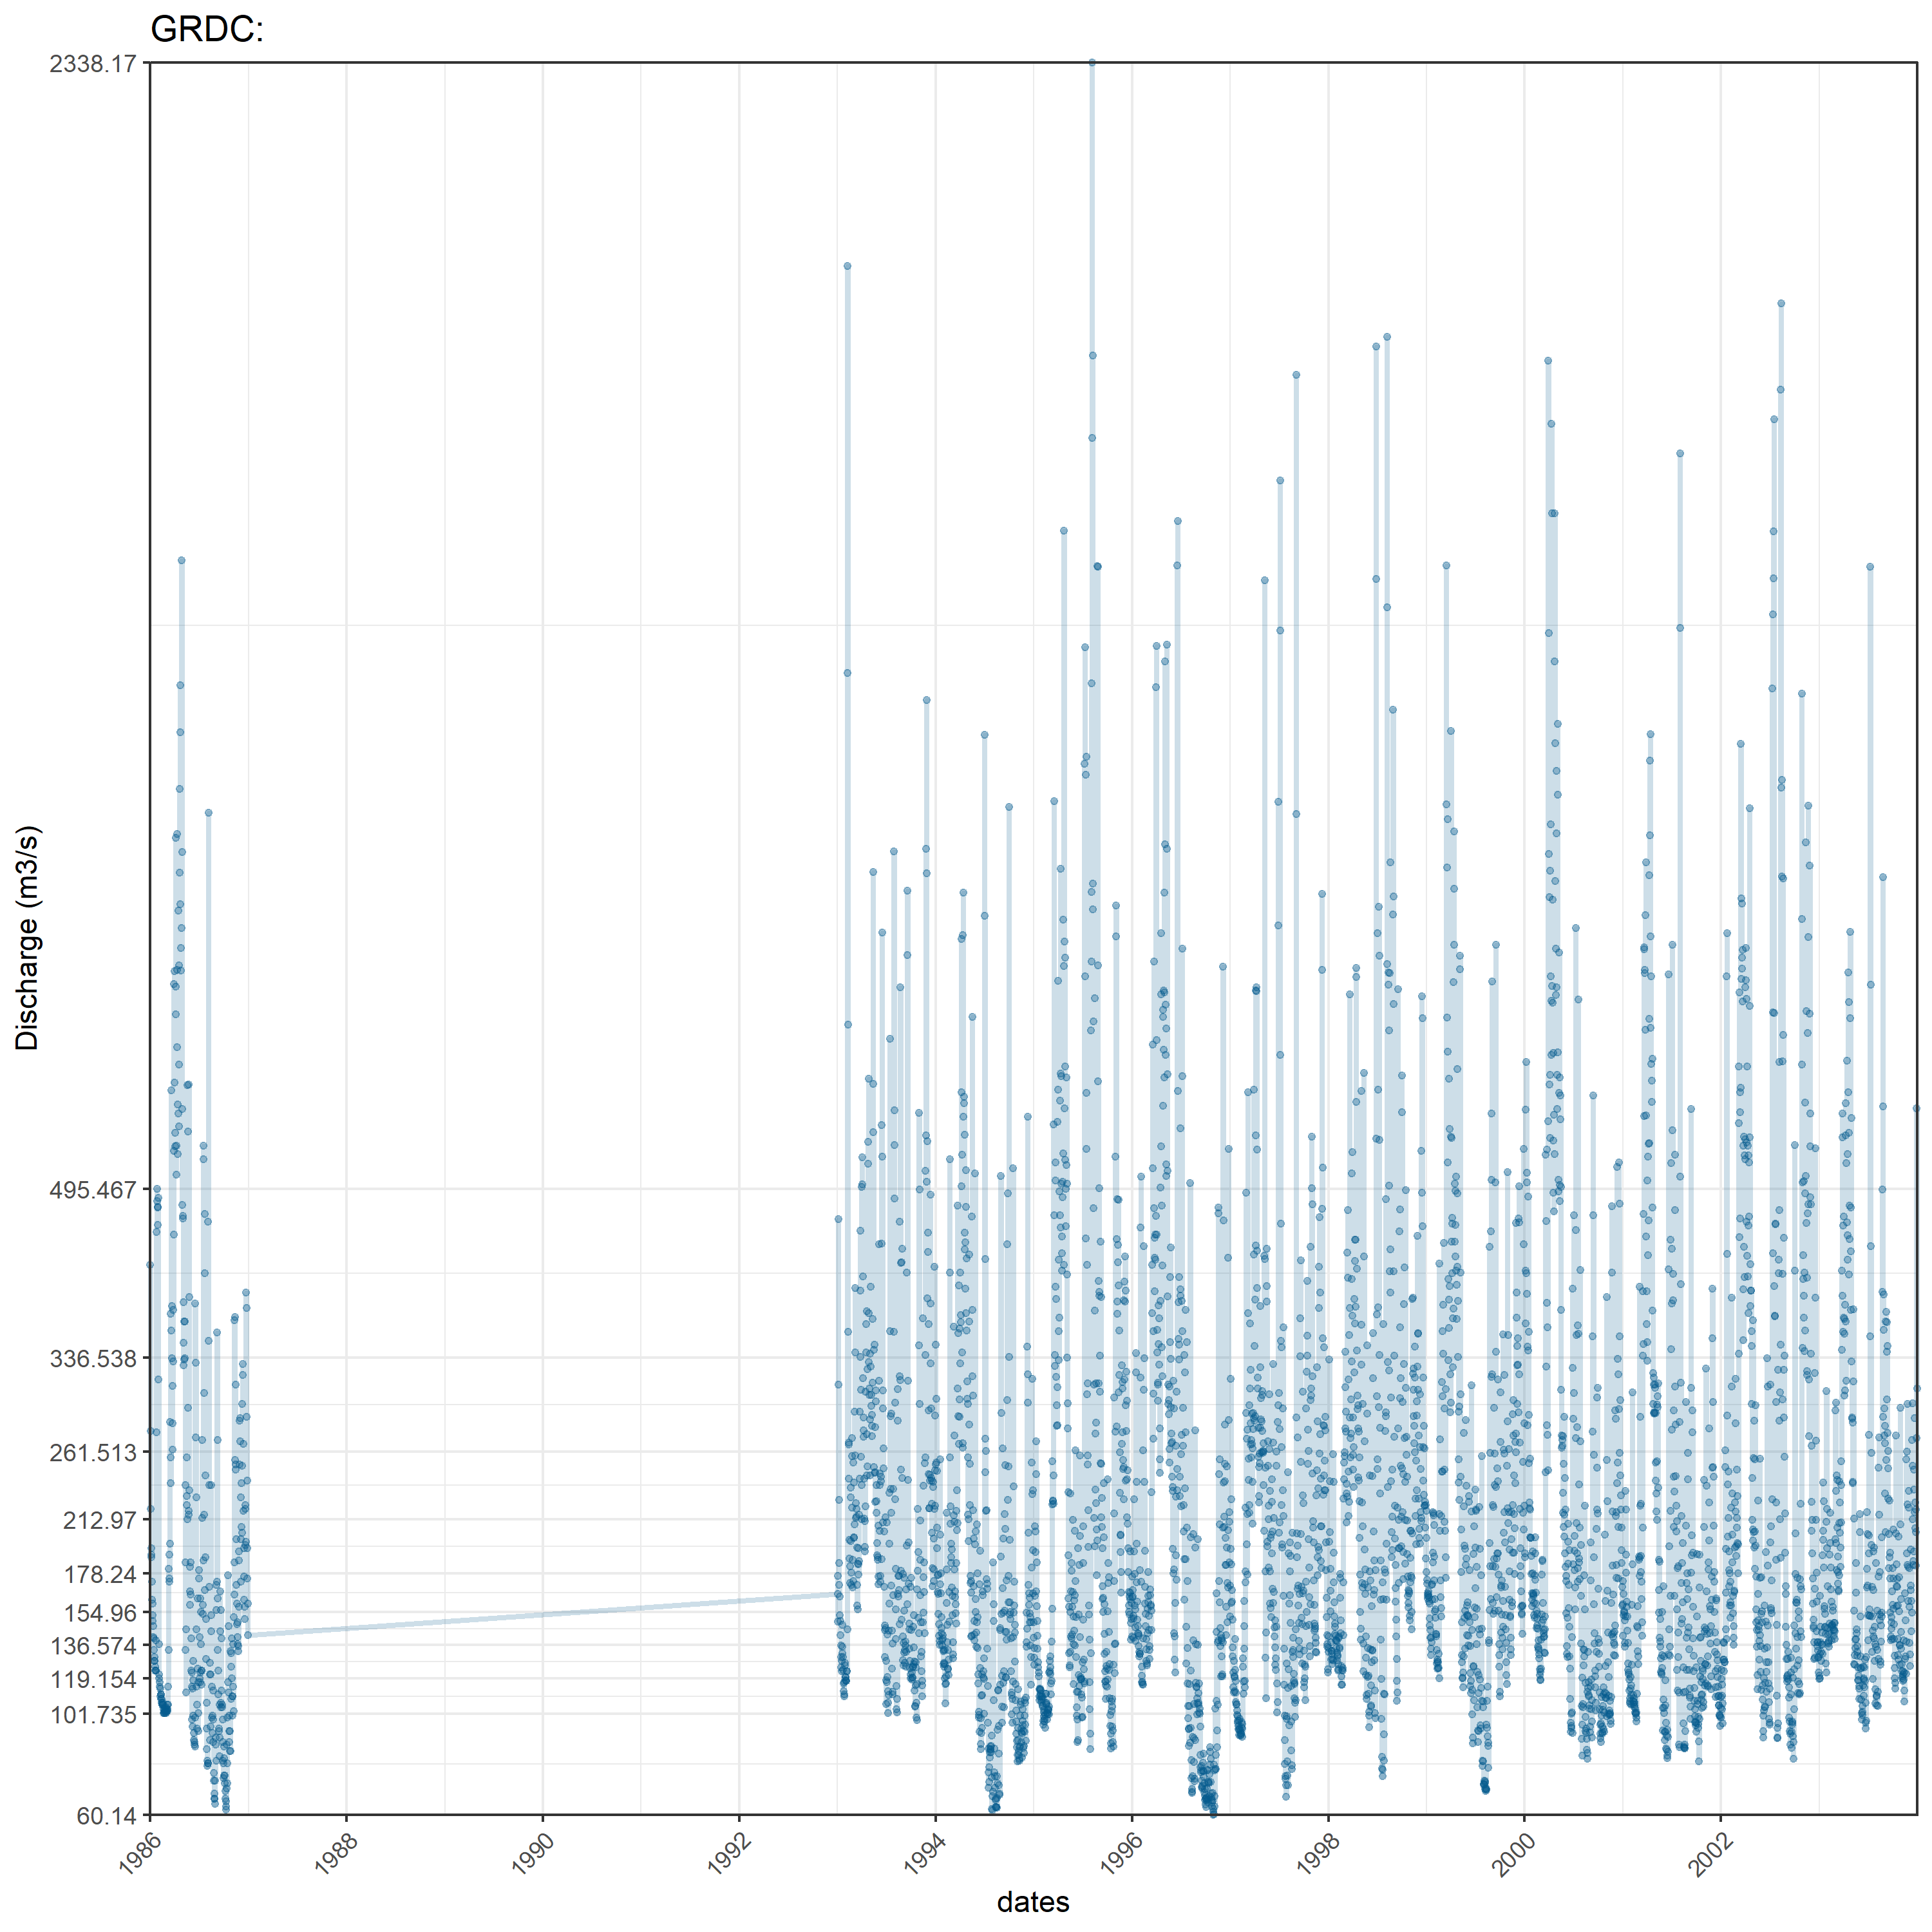 GRDC:
2338.17
495.467
336.538
261.513
212.97
178.24
154.96
136.574
119.154
101.735
60.14
Discharge (m3/s)
1986 1988 1990 1992 1994 1996 1998 2000 2002
dates